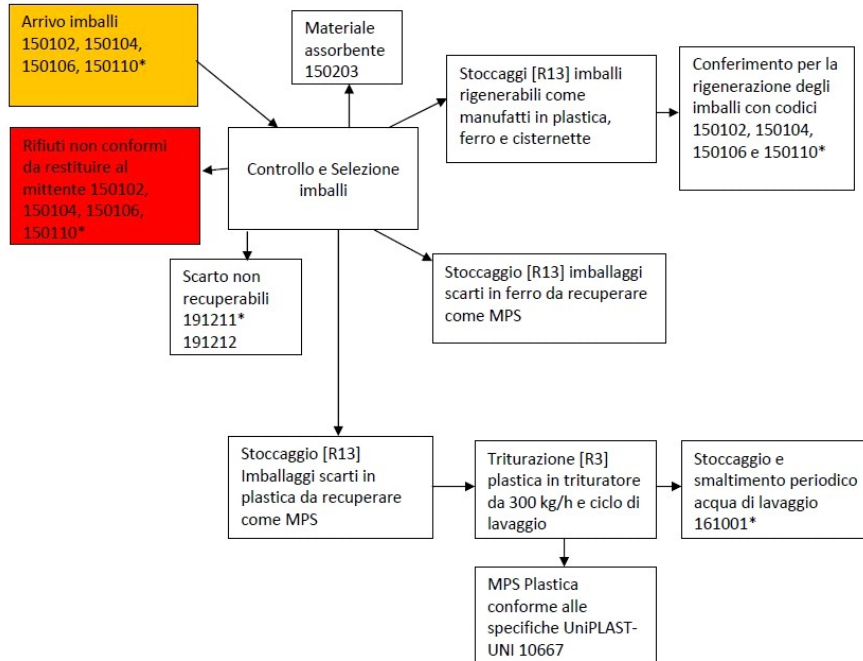 Arrivo imballi
150102, 150104,
150106, 150110*
Materiale
assorbente
150203
Stoccaggi [R13] imballi
rigenerabili come
manufatti in plastica,
ferro e cisternette
Conferimento per la
rigenerazione degli
imballi con codici
150102, 150104,
150106 e 150110*
Rifiuti non conformi
da restituire al
mittente 150102,
150104, 150106,
150110*
Controllo e Selezione
imballi
Scarto non
recuperabili
191211*
191212
Stoccaggio [R13] imballaggi
scarti in ferro da recuperare
come MPS
Stoccaggio [R13]
Imballaggi scarti in
plastica da recuperare
come MPS
Triturazione [R3]
plastica in trituratore
da 300 kg/h e ciclo di
lavaggio
Stoccaggio e
smaltimento periodico
acqua di lavaggio
161001*
MPS Plastica
conforme alle
specifiche UniPLAST-
UNI 10667